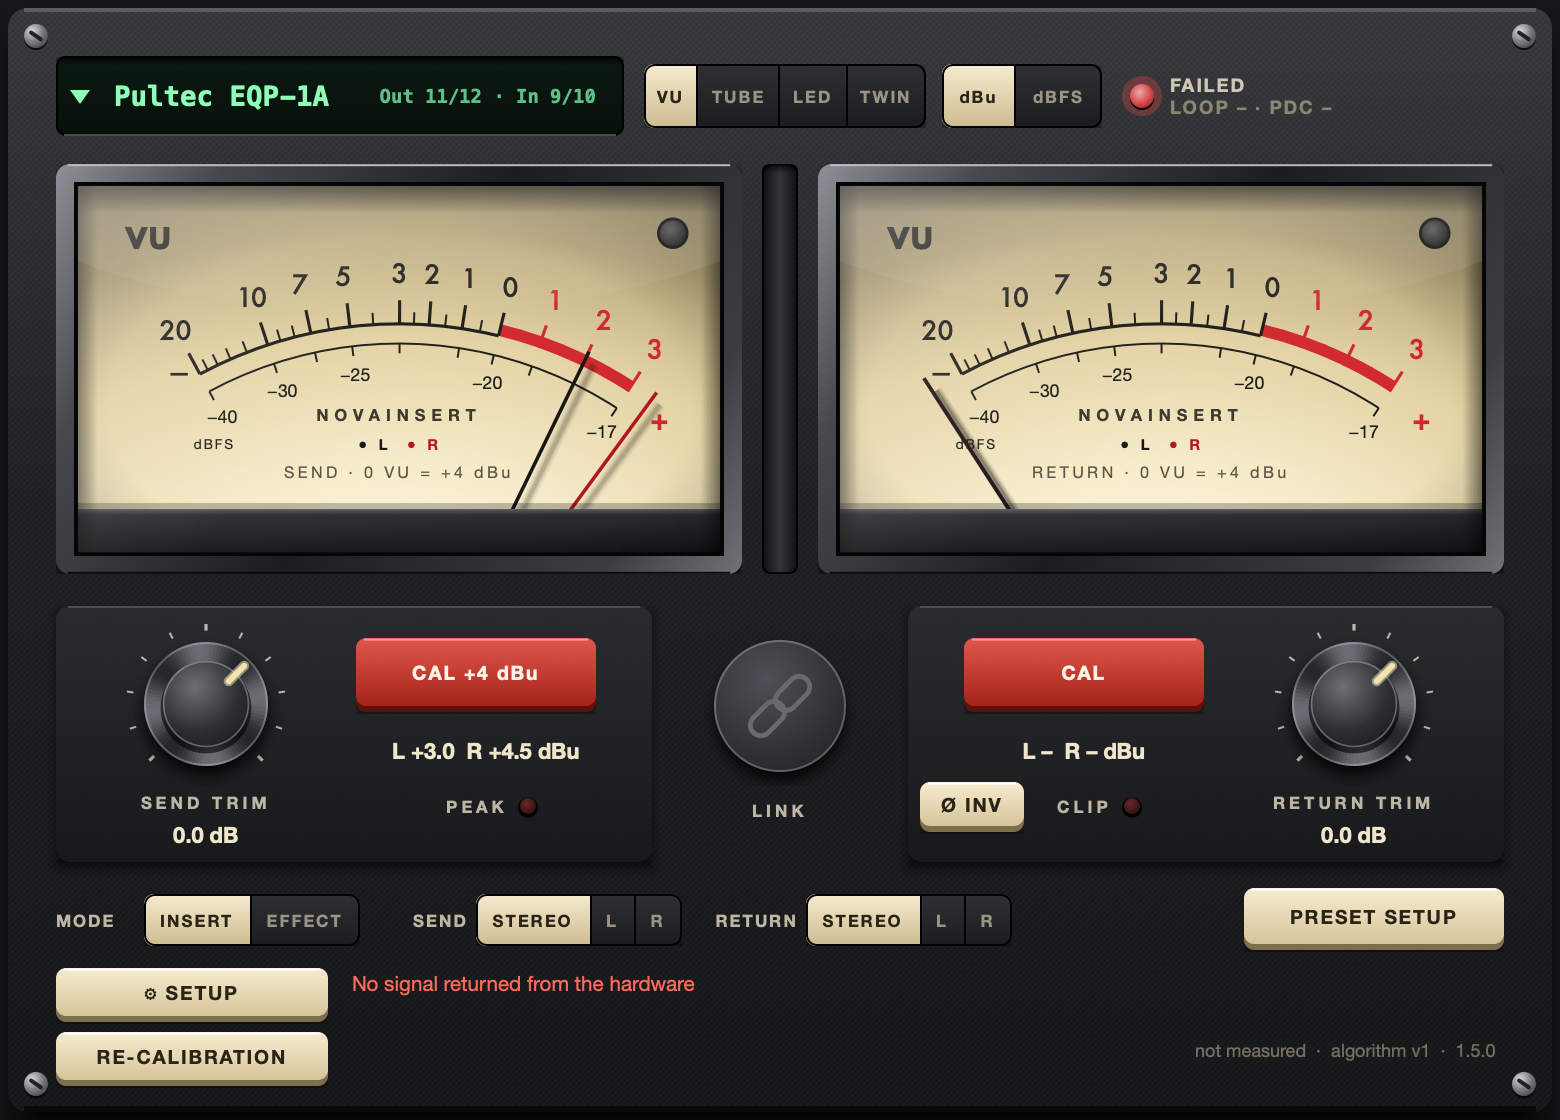 Pultec EQP-1A Out 11/12 · In 9/10
VU TUBE LED TWIN
dBu dBFS
FAILED
LOOP – · PDC –
VU
20 10 7 5 3 2 1 0 1 2 3
– +
-40 -30 -25 -20 -17
dBFS
NOVAINSERT
• L • R
SEND · 0 VU = +4 dBu
VU
20 10 7 5 3 2 1 0 1 2 3
– +
-40 -30 -25 -20 -17
dBFS
NOVAINSERT
• L • R
RETURN · 0 VU = +4 dBu
SEND TRIM
0.0 dB
CAL +4 dBu
L +3.0 R +4.5 dBu
PEAK
LINK
CAL
L – R – dBu
Ø INV
CLIP
RETURN TRIM
0.0 dB
MODE INSERT EFFECT
SEND STEREO L R
RETURN STEREO L R
PRESET SETUP
⚙ SETUP
No signal returned from the hardware
RE-CALIBRATION
not measured · algorithm v1 · 1.5.0